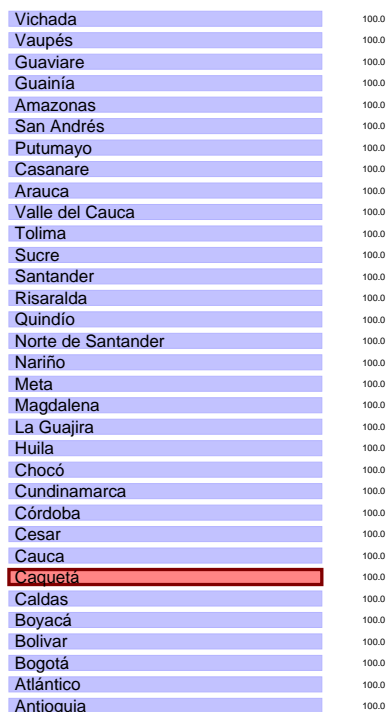 Vichada 100.0
Vaupés 100.0
Guaviare 100.0
Guainía 100.0
Amazonas 100.0
San Andrés 100.0
Putumayo 100.0
Casanare 100.0
Arauca 100.0
Valle del Cauca 100.0
Tolima 100.0
Sucre 100.0
Santander 100.0
Risaralda 100.0
Quindío 100.0
Norte de Santander 100.0
Nariño 100.0
Meta 100.0
Magdalena 100.0
La Guajira 100.0
Huila 100.0
Chocó 100.0
Cundinamarca 100.0
Córdoba 100.0
Cesar 100.0
Cauca 100.0
Caquetá 100.0
Caldas 100.0
Boyacá 100.0
Bolivar 100.0
Bogotá 100.0
Atlántico 100.0
Antioquia 100.0